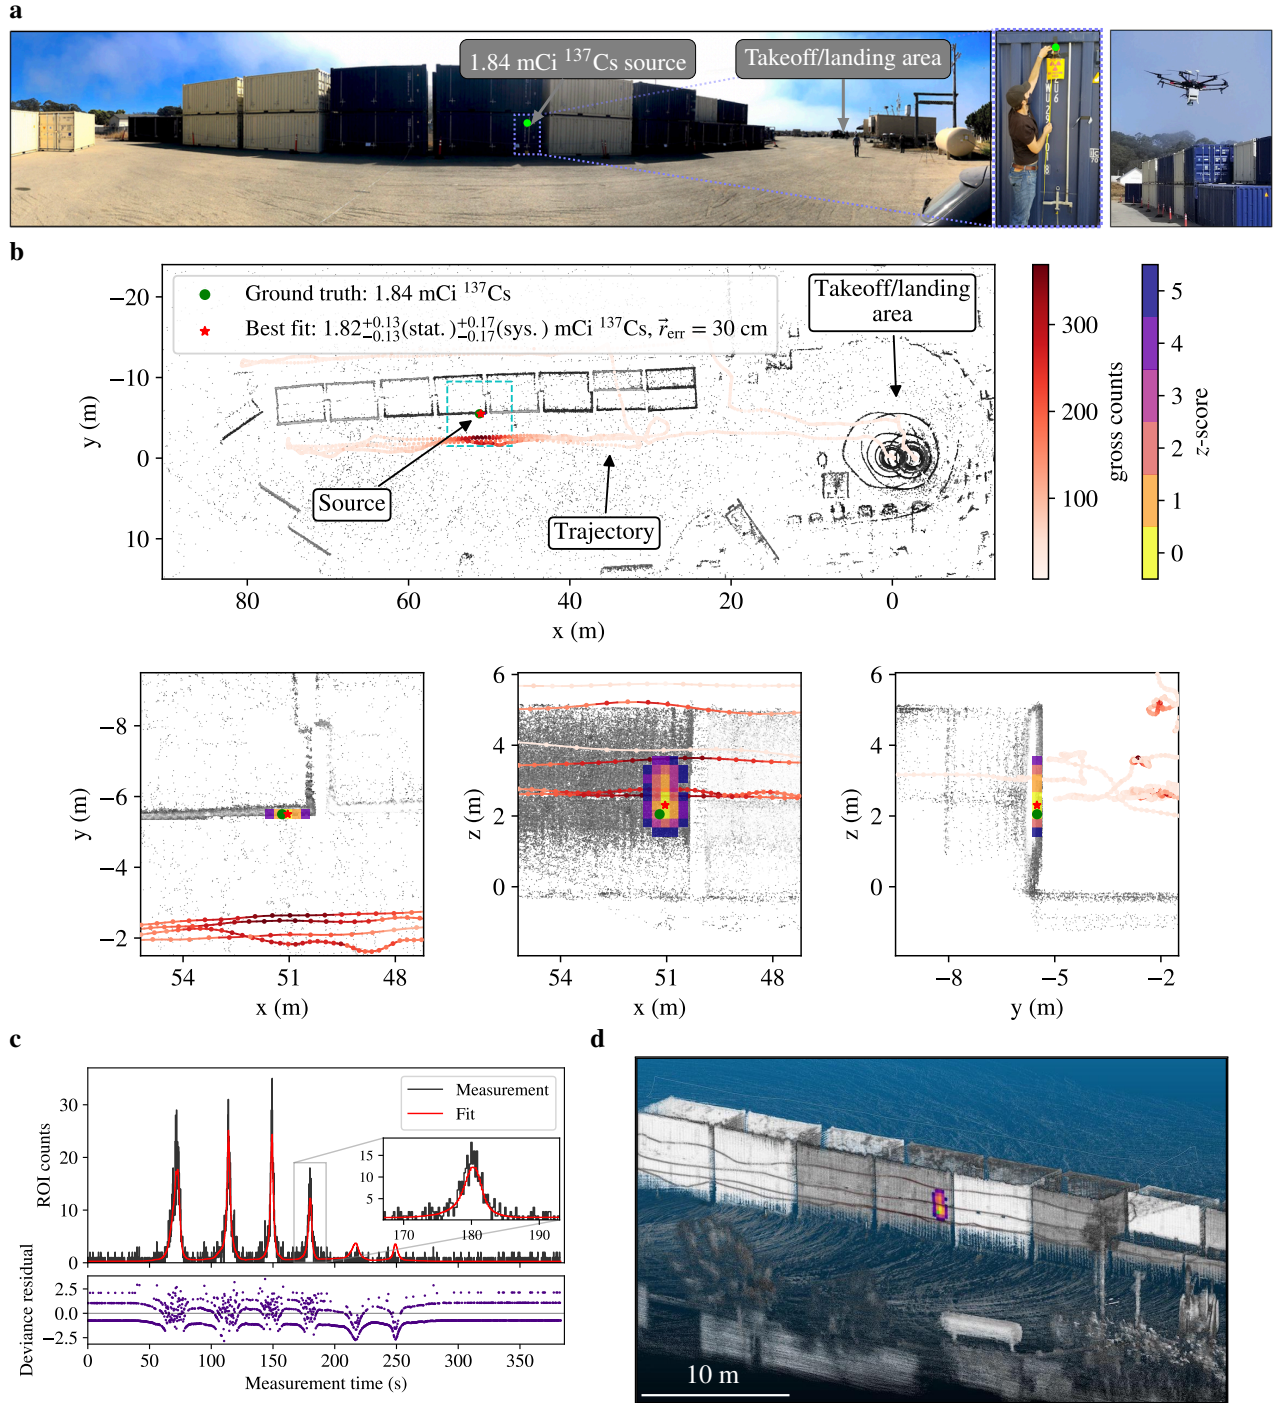 a
1.84 mCi ¹³⁷Cs source
Takeoff/landing area
b
Ground truth: 1.84 mCi ¹³⁷Cs
Best fit: 1.82 +0.13 −0.13 (stat.) +0.17 −0.17 (sys.) mCi ¹³⁷Cs, r⃗err = 30 cm
Takeoff/landing
area
Source
Trajectory
−20
−10
0
10
y (m)
80 60 40 20 0
x (m)
300
200
100
gross counts
5
4
3
2
1
0
z-score
−8
−6
−4
−2
y (m)
54 51 48
x (m)
6
4
2
0
z (m)
54 51 48
x (m)
6
4
2
0
z (m)
−8 −5 −2
y (m)
c
30
20
10
0
ROI counts
Measurement
Fit
15
10
5
170 180 190
2.5
0.0
−2.5
Deviance residual
0 50 100 150 200 250 300 350
Measurement time (s)
d
10 m